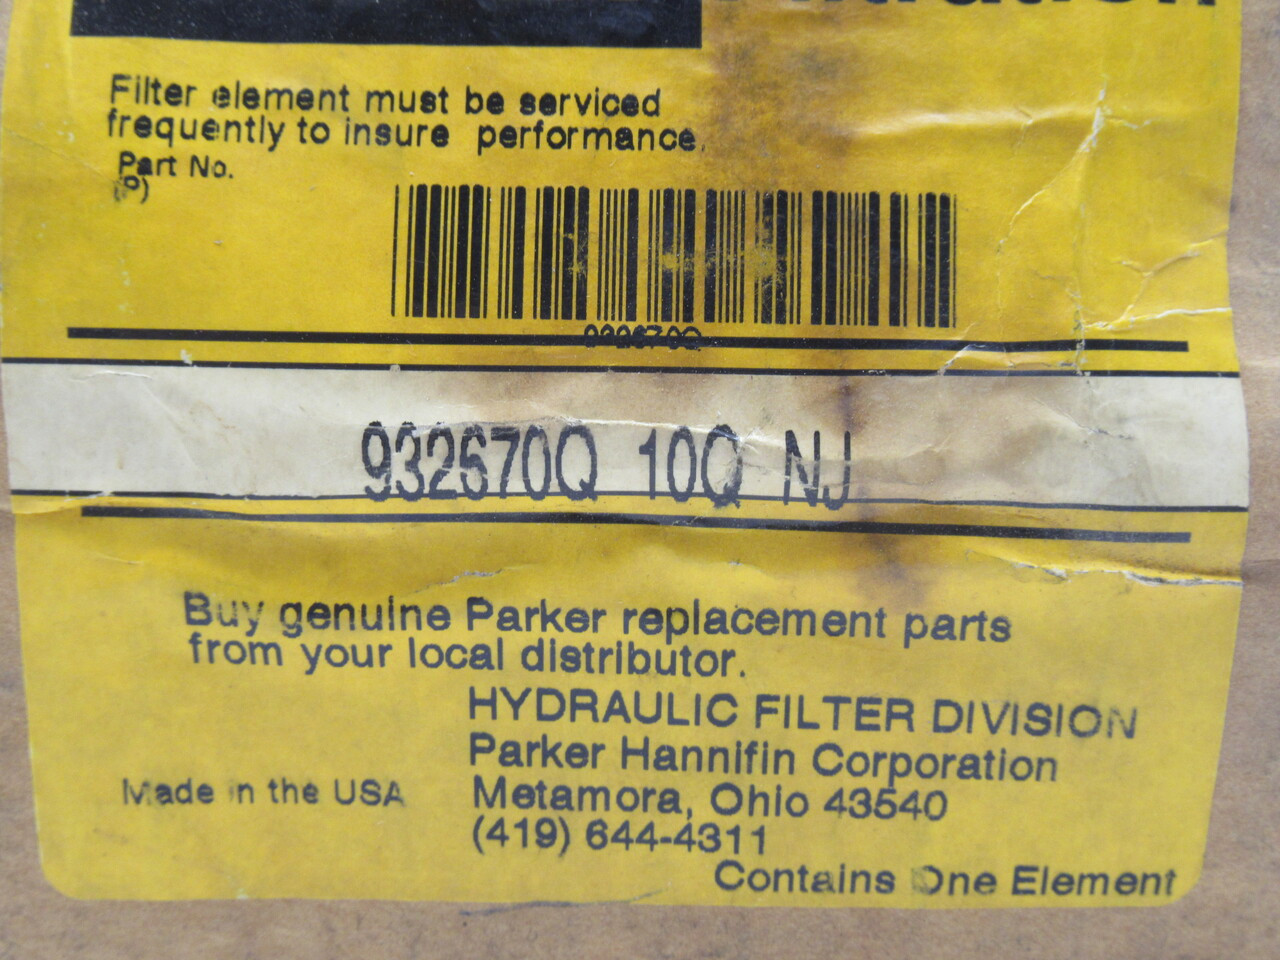 Filtration
Filter element must be serviced
frequently to insure performance.
Part No.
(P)
932670Q
932670Q 10Q NJ
Buy genuine Parker replacement parts
from your local distributor.
HYDRAULIC FILTER DIVISION
Parker Hannifin Corporation
Made in the USA
Metamora, Ohio 43540
(419) 644-4311
Contains One Element